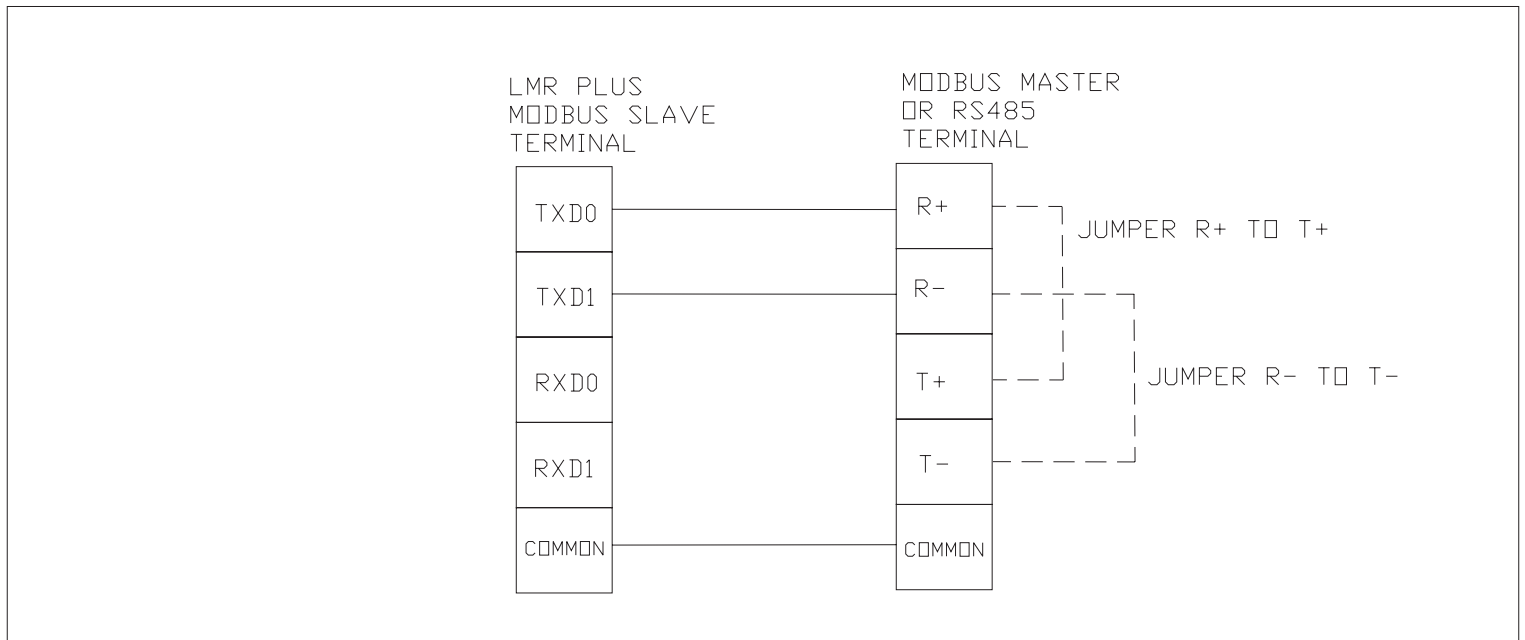 LMR PLUS
MODBUS SLAVE
TERMINAL
MODBUS MASTER
OR RS485
TERMINAL
TXD0
TXD1
RXD0
RXD1
COMMON
R+
R-
T+
T-
COMMON
JUMPER R+ TO T+
JUMPER R- TO T-